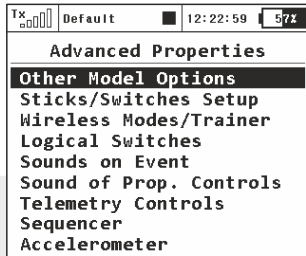 Tx Default 12:22:59 57%
Advanced Properties
Other Model Options
Sticks/Switches Setup
Wireless Modes/Trainer
Logical Switches
Sounds on Event
Sound of Prop. Controls
Telemetry Controls
Sequencer
Accelerometer